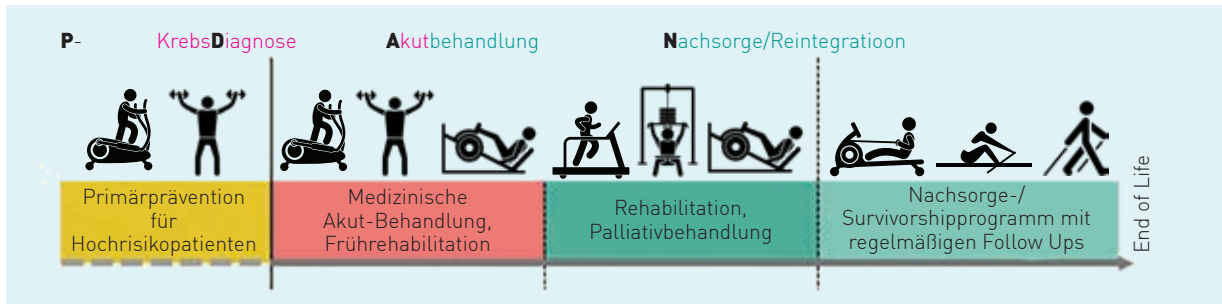 P- KrebsDiagnose Akutbehandlung Nachsorge/Reintegratioon
Primärprävention
für
Hochrisikopatienten
Medizinische
Akut-Behandlung,
Frührehabilitation
Rehabilitation,
Palliativbehandlung
Nachsorge-/
Survivorshipprogramm mit
regelmäßigen Follow Ups
End of Life